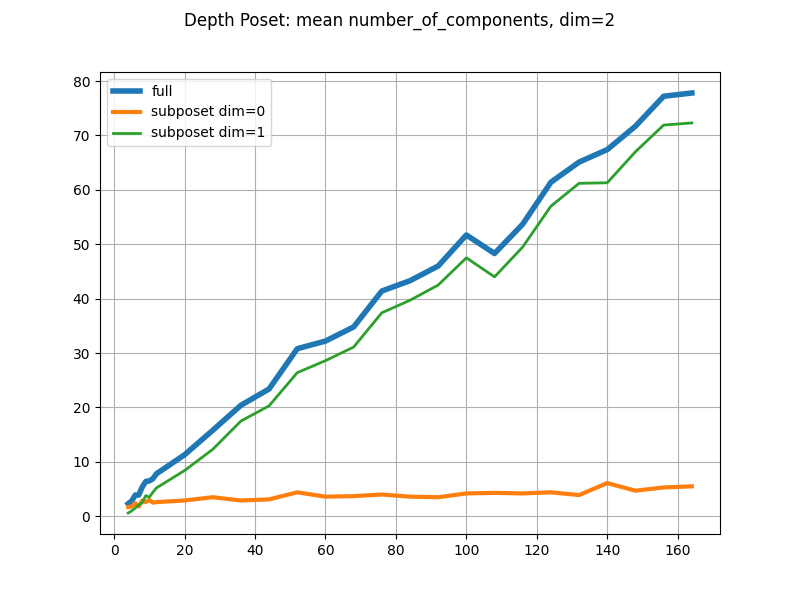 Depth Poset: mean number_of_components, dim=2
full
subposet dim=0
subposet dim=1
80
70
60
50
40
30
20
10
0
0 20 40 60 80 100 120 140 160